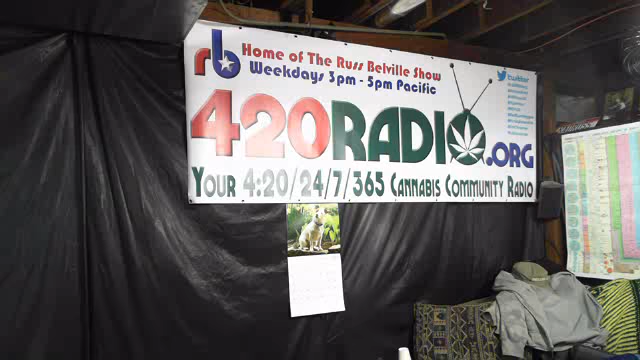 rb Home of The Russ Belville Show
Weekdays 3pm - 5pm Pacific
twitter
420RADIO.ORG
Your 4:20/24/7/365 Cannabis Community Radio